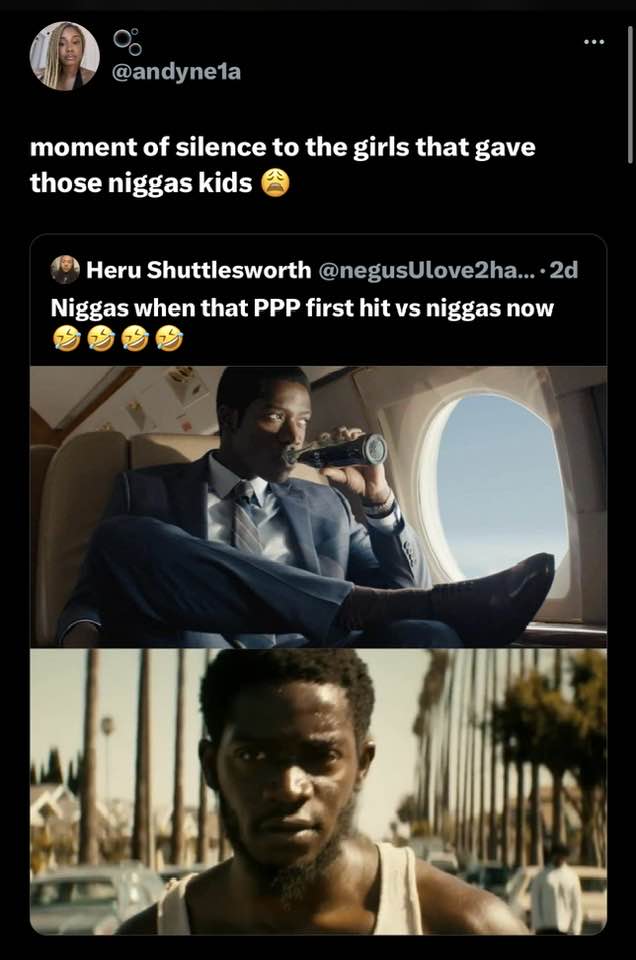 @andyne1a
moment of silence to the girls that gave
those niggas kids 😩
Heru Shuttlesworth @negusUlove2ha... · 2d
Niggas when that PPP first hit vs niggas now
🤣🤣🤣🤣